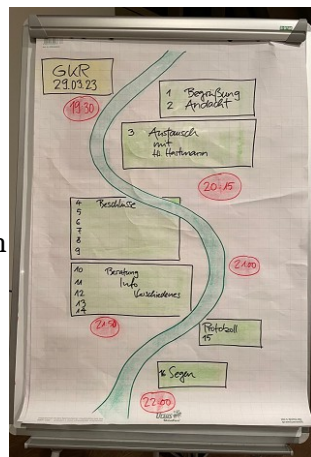 GKR
29.03.23
19:30
1 Begrüßung
2 Andacht
3 Austausch
mit
H. Hartmann
20:15
4 Beschlüsse
5
6
7
8
9
21:00
10 Beratung
11 Info
12 Verschiedenes
13
14
21:50
Protokoll
15
16 Segen
22:00